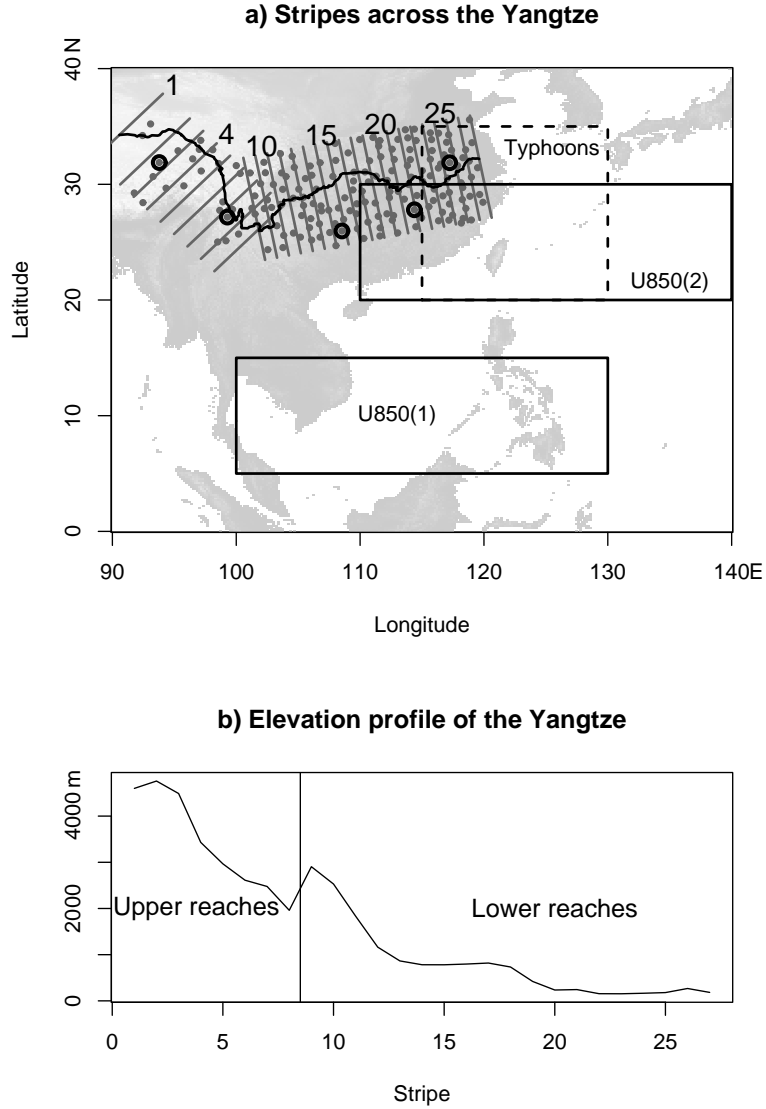 a) Stripes across the Yangtze
40 N
30
20
10
0
Latitude
1
4
10
15
20
25
Typhoons
U850(2)
U850(1)
90
100
110
120
130
140E
Longitude
b) Elevation profile of the Yangtze
4000 m
2000
0
Upper reaches
Lower reaches
0
5
10
15
20
25
Stripe